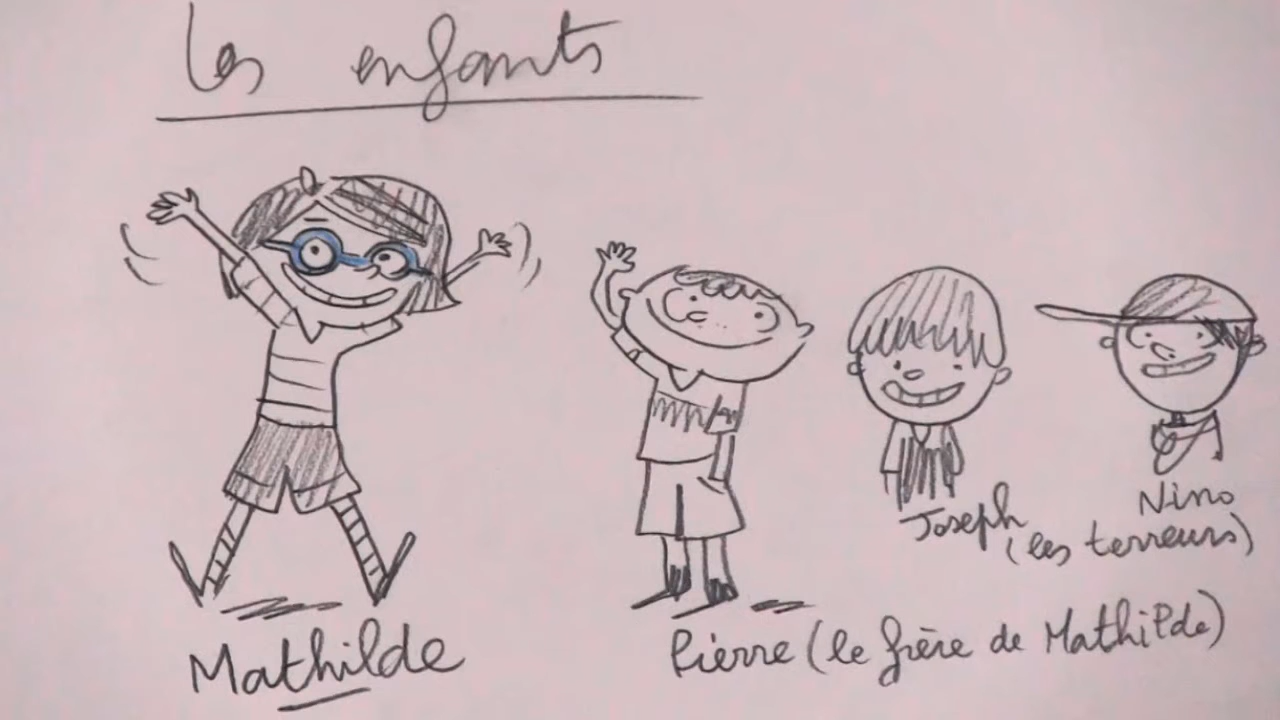 Les enfants
Joseph
Nino
(les terreurs)
Mathilde
Pierre (le frère de Mathilde)